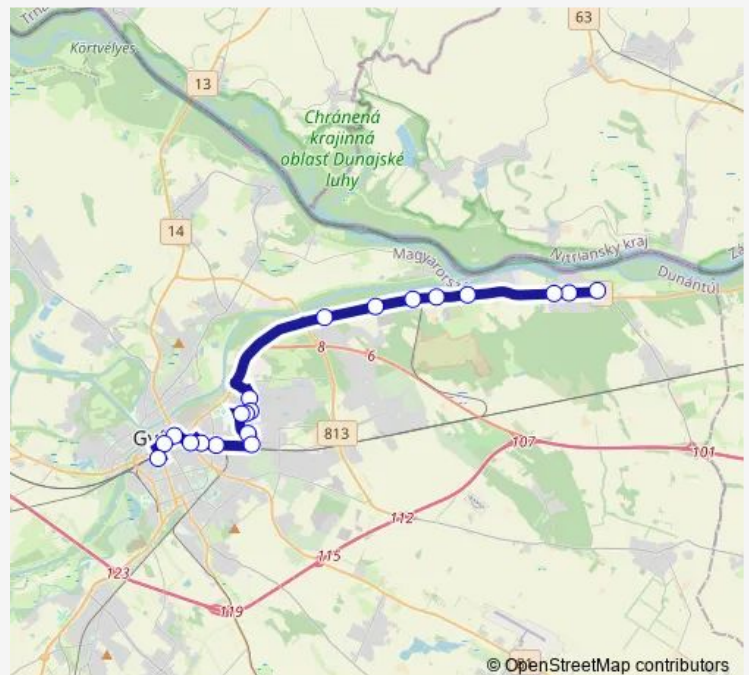 63
Körtvélyes
13
Chránená
krajinná
oblasť Dunajské
luhy
14
Nitriansky kraj
Dunántúl
8
6
813
107
101
112
115
123
119
© OpenStreetMap contributors